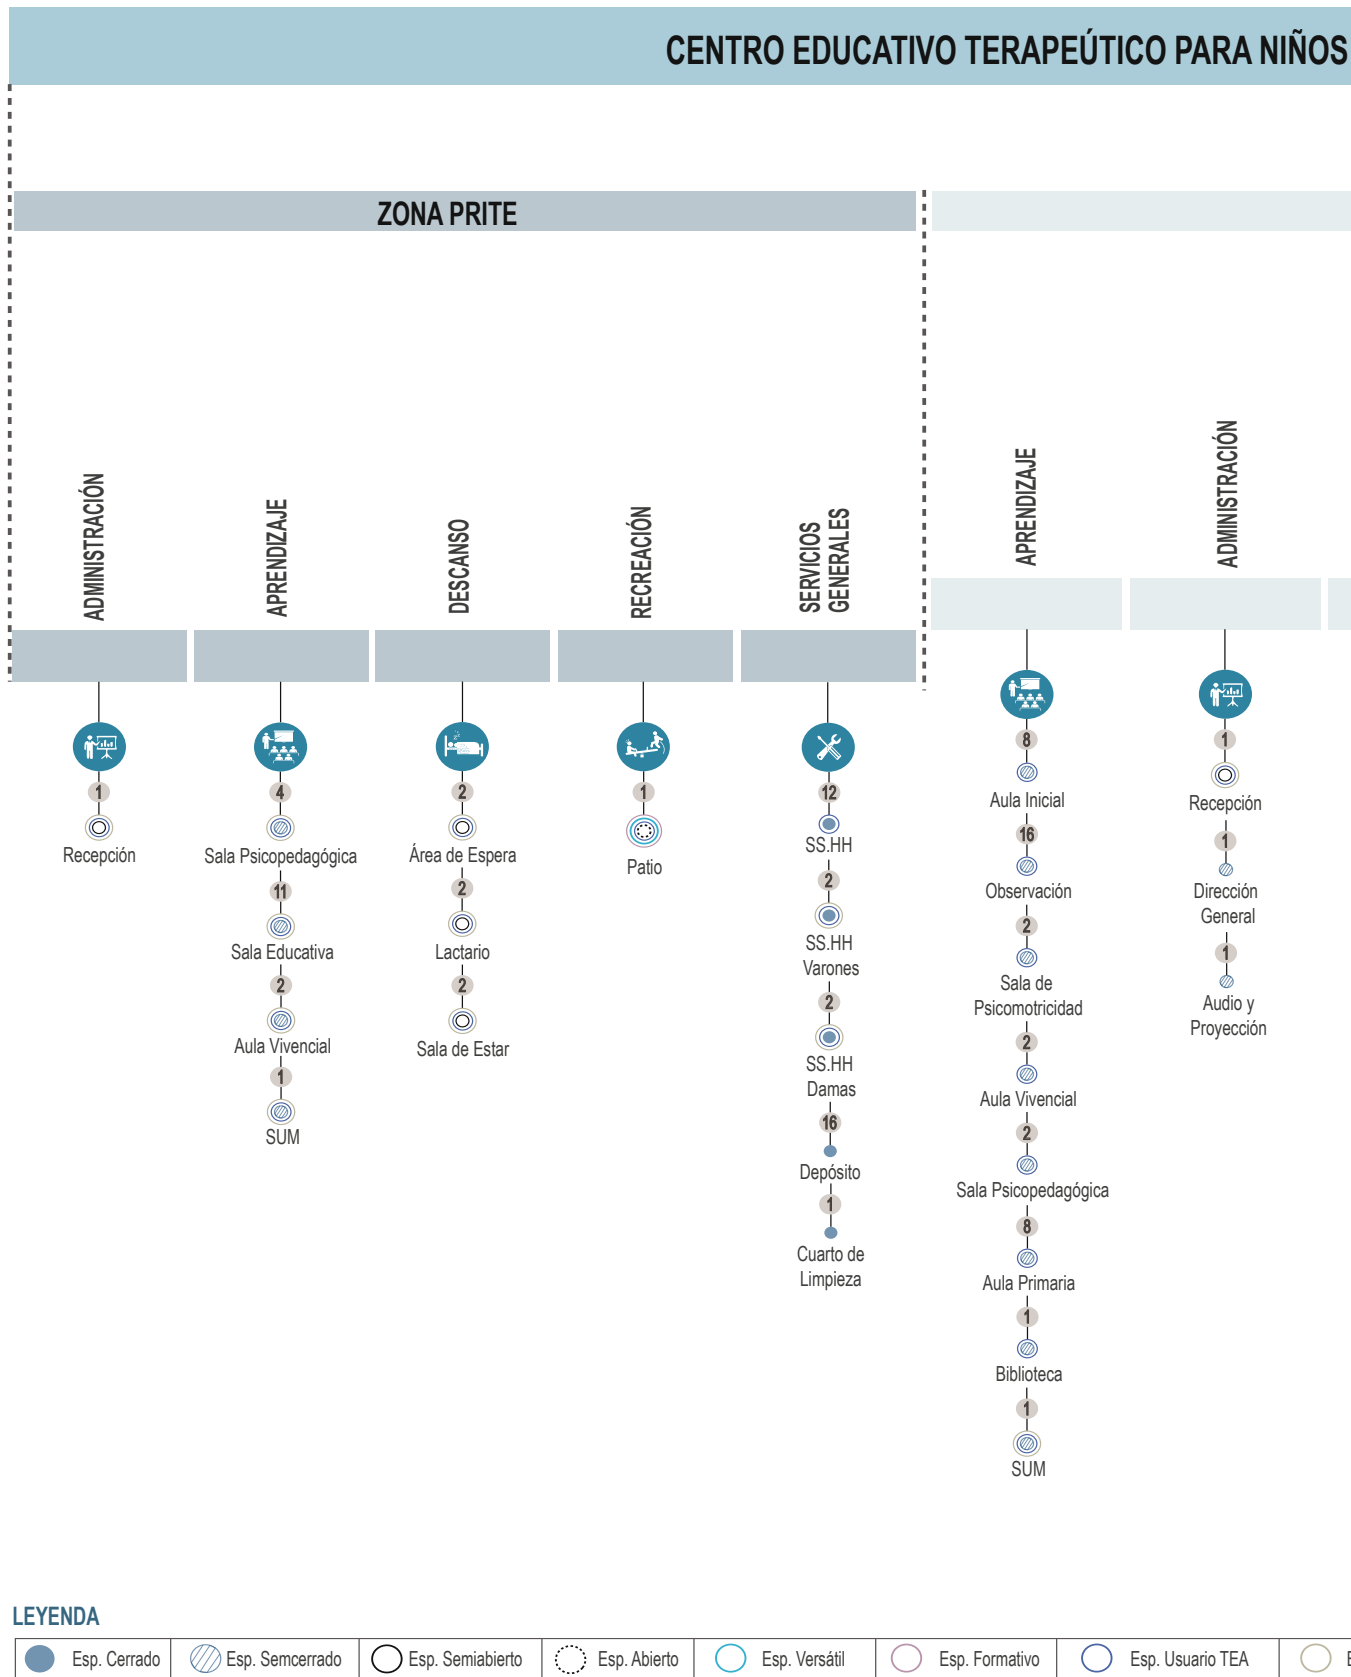 CENTRO EDUCATIVO TERAPEÚTICO PARA NIÑOS
ZONA PRITE
ADMINISTRACIÓN
1
Recepción
APRENDIZAJE
4
Sala Psicopedagógica
11
Sala Educativa
2
Aula Vivencial
1
SUM
DESCANSO
2
Área de Espera
2
Lactario
2
Sala de Estar
RECREACIÓN
1
Patio
SERVICIOS
GENERALES
12
SS.HH
2
SS.HH
Varones
2
SS.HH
Damas
16
Depósito
1
Cuarto de
Limpieza
APRENDIZAJE
8
Aula Inicial
16
Observación
2
Sala de
Psicomotricidad
2
Aula Vivencial
2
Sala Psicopedagógica
8
Aula Primaria
1
Biblioteca
1
SUM
ADMINISTRACIÓN
1
Recepción
1
Dirección
General
1
Audio y
Proyección
LEYENDA
Esp. Cerrado
Esp. Semcerrado
Esp. Semiabierto
Esp. Abierto
Esp. Versátil
Esp. Formativo
Esp. Usuario TEA